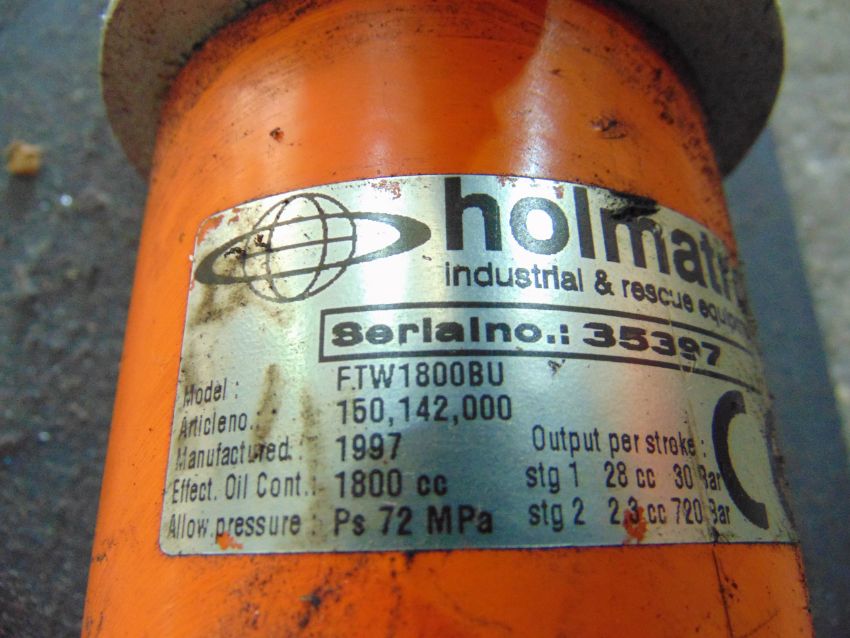 holmatr
industrial & rescue equipm
Serialno.: 35397
Model : FTW1800BU
Articleno.: 150,142,000
Manufactured.: 1997
Effect. Oil Cont.: 1800 cc
Allow.pressure : Ps 72 MPa
Output per stroke :
stg 1 28 cc 30 Bar
stg 2 2,3 cc 720 Bar
C